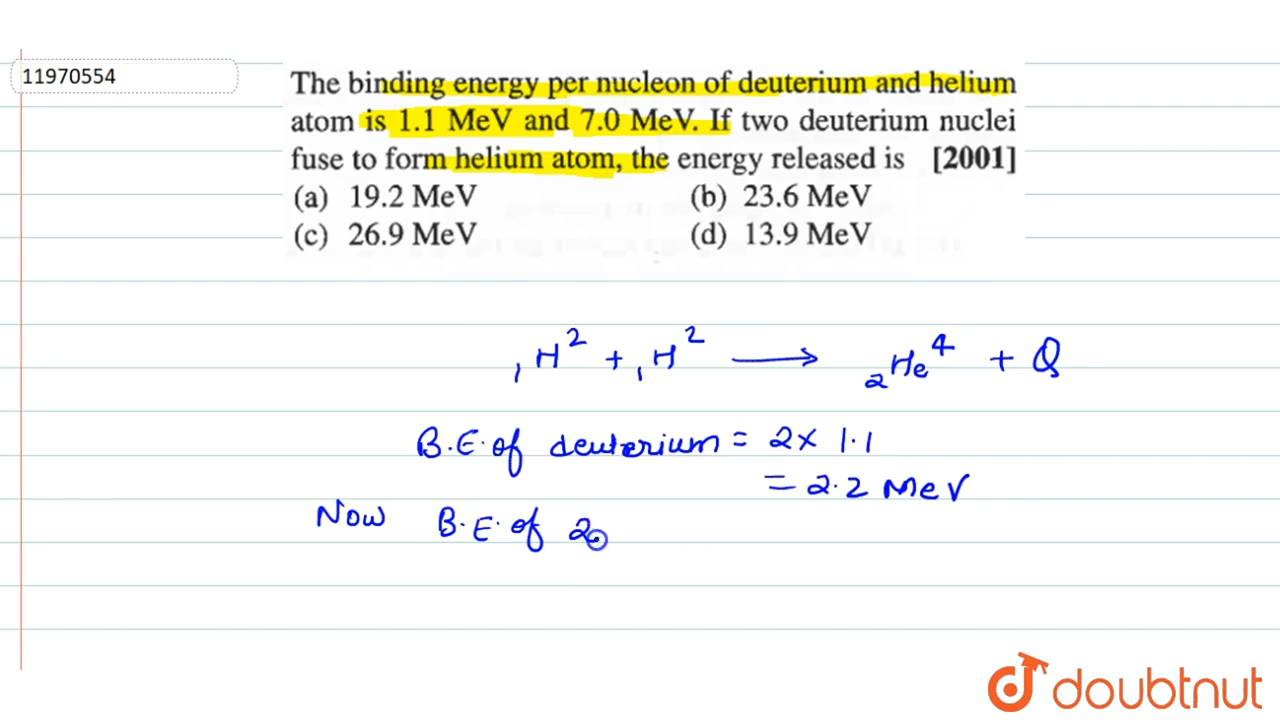 11970554
The binding energy per nucleon of deuterium and helium
atom is 1.1 MeV and 7.0 MeV. If two deuterium nuclei
fuse to form helium atom, the energy released is [2001]
(a) 19.2 MeV (b) 23.6 MeV
(c) 26.9 MeV (d) 13.9 MeV
₁H² + ₁H² ⟶ ₂He⁴ + Q
B.E. of deuterium = 2 × 1.1
= 2.2 MeV
Now B.E. of 2
doubtnut